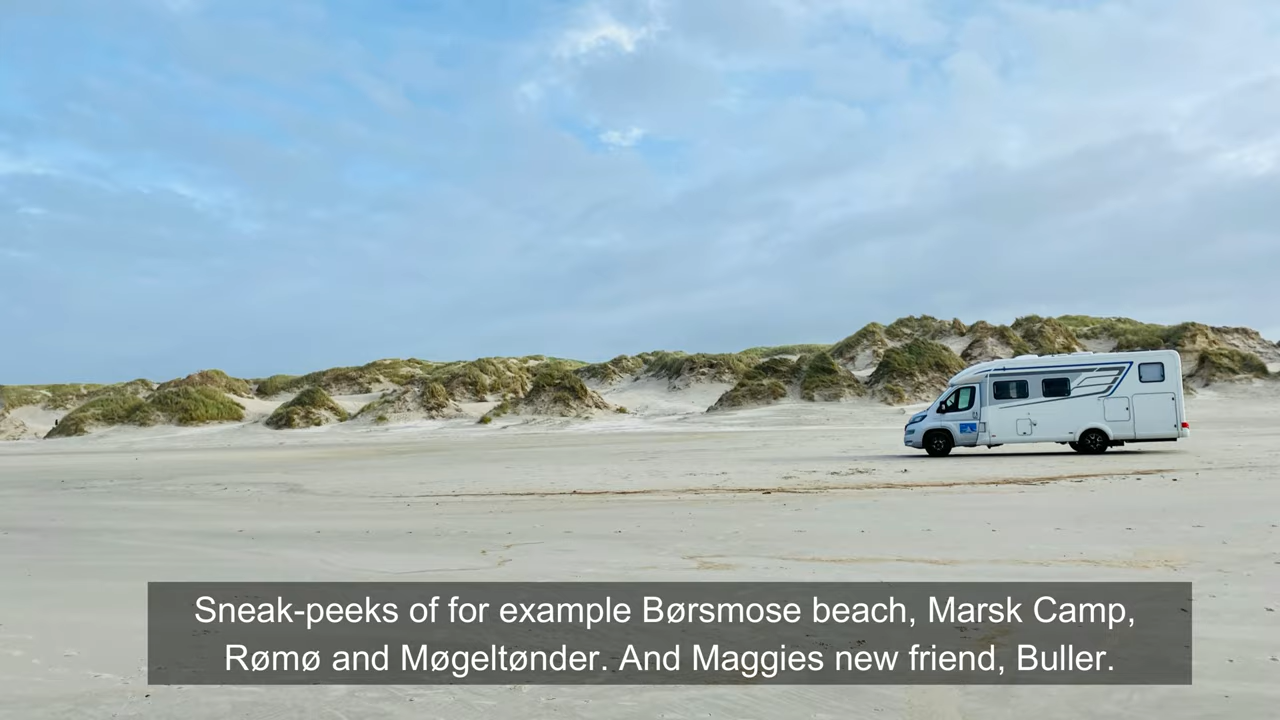 Sneak-peeks of for example Børsmose beach, Marsk Camp,
Rømø and Møgeltønder. And Maggies new friend, Buller.